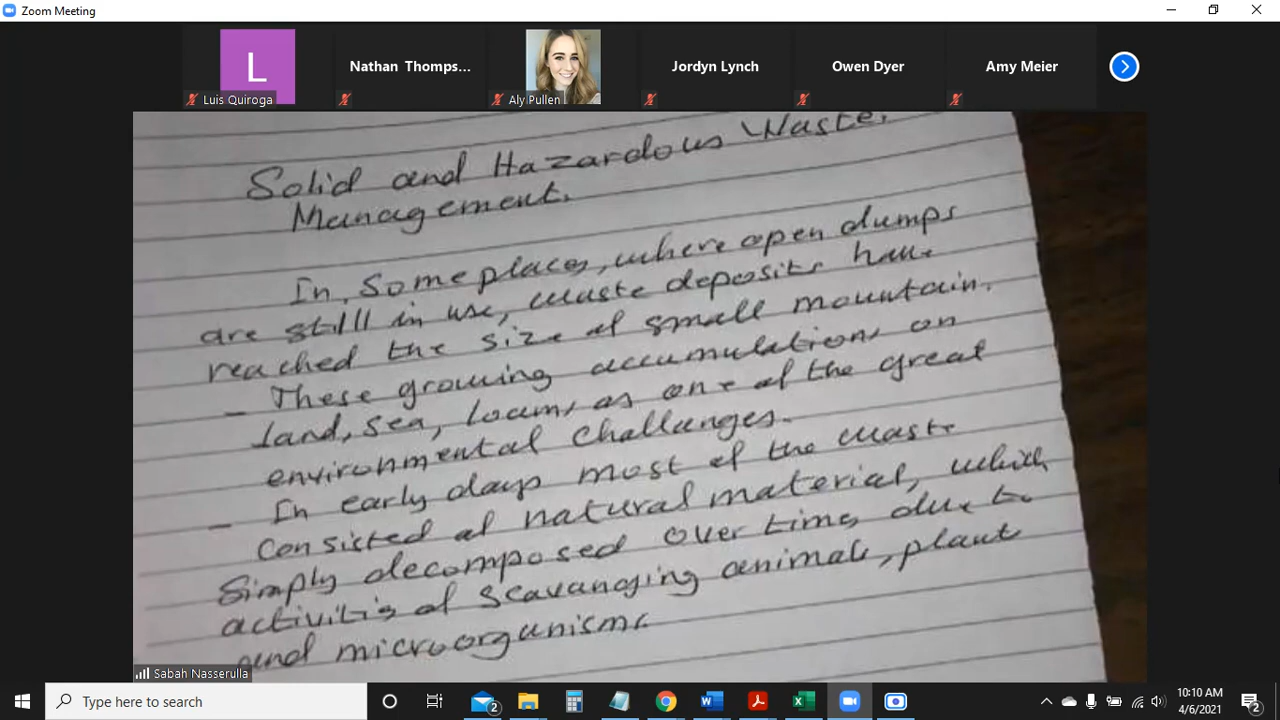 Zoom Meeting
L
Luis Quiroga
Nathan Thomps...
Aly Pullen
Jordyn Lynch
Owen Dyer
Amy Meier
Solid and Hazardous Waste.
Management.
In, Some places, where open dumps
are still in use, waste deposits have
reached the size of small mountain.
- These growing accumulations on
land, sea, looms as one of the great
environmental challenges.
- In early days most of the waste
consisted of natural material, which
simply decomposed over time, due to
activities of scavanging animals, plant
and microorganisms
Sabah Nasserulla
Type here to search
2
10:10 AM
4/6/2021
2